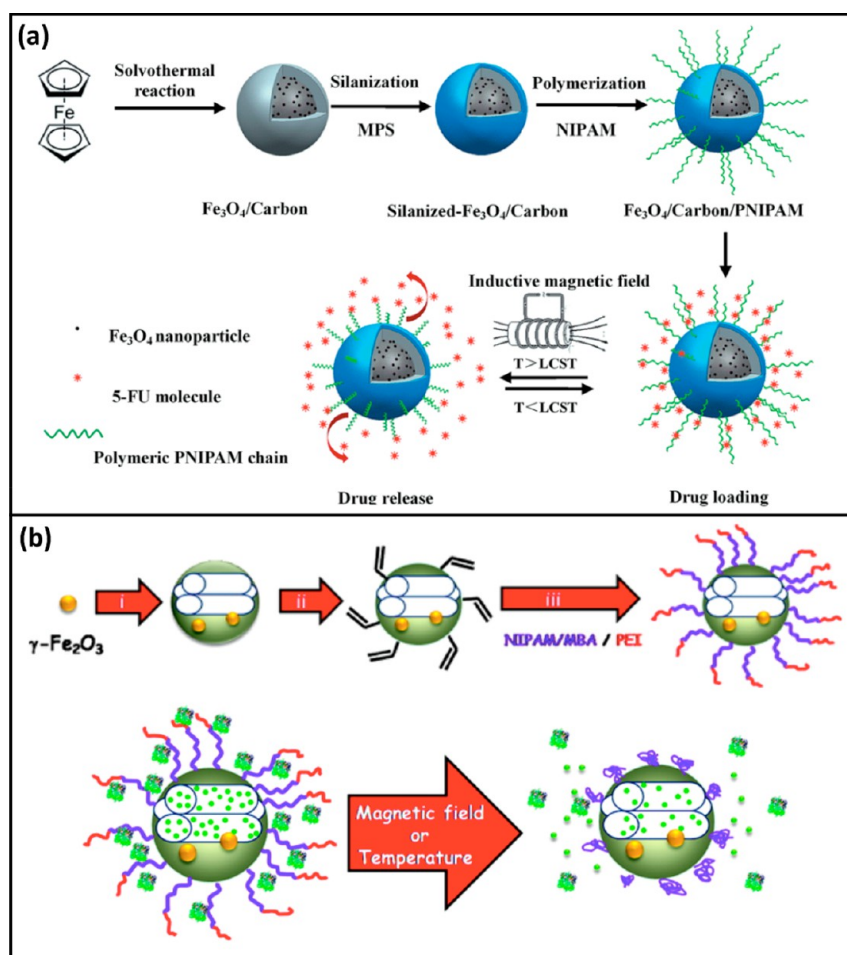 (a)
Solvothermal
reaction
Silanization
MPS
Polymerization
NIPAM
Fe
Fe₃O₄/Carbon
Silanized-Fe₃O₄/Carbon
Fe₃O₄/Carbon/PNIPAM
Inductive magnetic field
T>LCST
T<LCST
Fe₃O₄ nanoparticle
5-FU molecule
Polymeric PNIPAM chain
Drug release
Drug loading
(b)
i
ii
iii
γ-Fe₂O₃
NIPAM/MBA / PEI
Magnetic field
or
Temperature